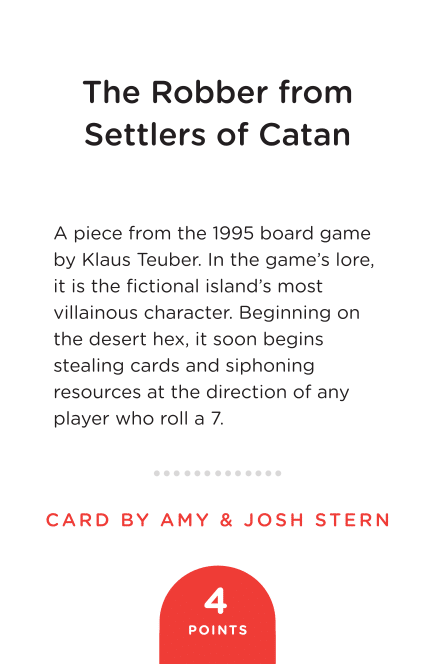 The Robber from
Settlers of Catan
A piece from the 1995 board game
by Klaus Teuber. In the game’s lore,
it is the fictional island’s most
villainous character. Beginning on
the desert hex, it soon begins
stealing cards and siphoning
resources at the direction of any
player who roll a 7.
CARD BY AMY & JOSH STERN
4
POINTS